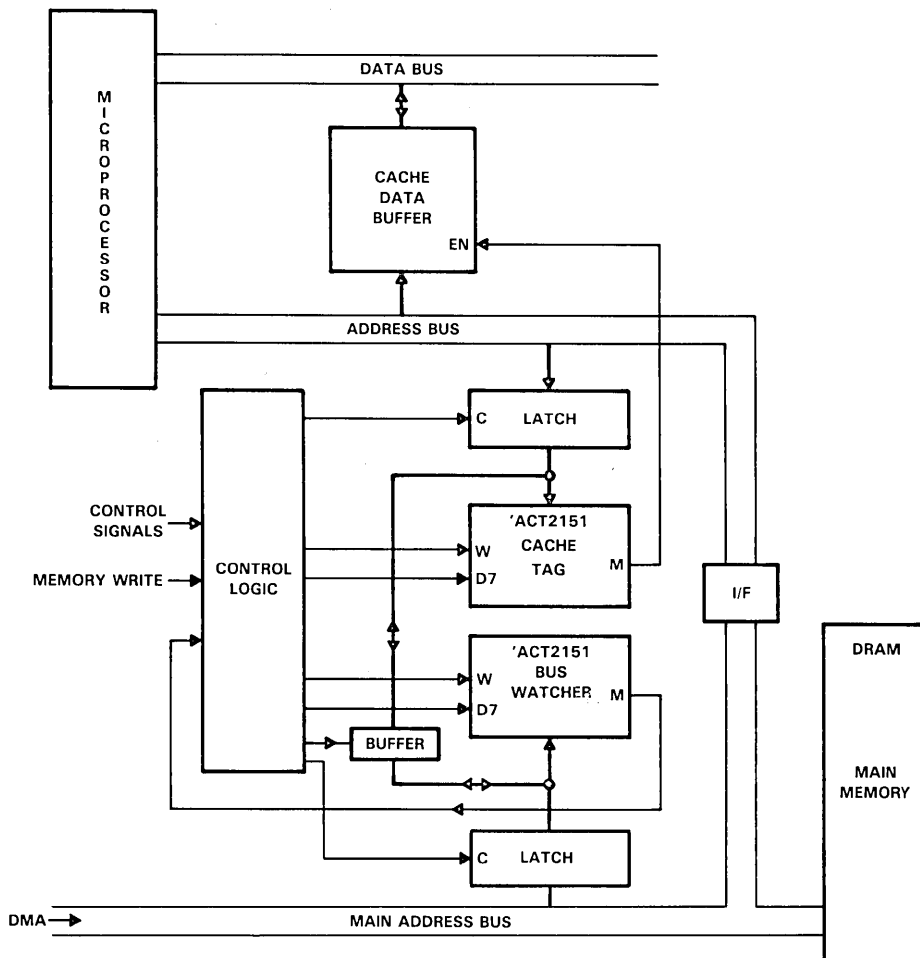 MICROPROCESSOR
DATA BUS
CACHE
DATA
BUFFER
EN
ADDRESS BUS
C
LATCH
CONTROL
SIGNALS
MEMORY WRITE
CONTROL
LOGIC
'ACT2151
CACHE
TAG
W
D7
M
I/F
'ACT2151
BUS
WATCHER
W
D7
M
BUFFER
C
LATCH
DRAM
MAIN
MEMORY
DMA
MAIN ADDRESS BUS